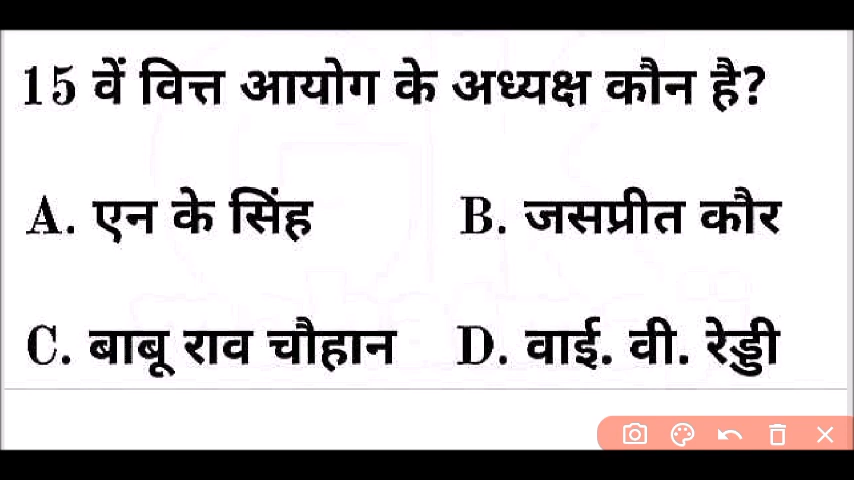 15 वें वित्त आयोग के अध्यक्ष कौन है?
A. एन के सिंह B. जसप्रीत कौर
C. बाबू राव चौहान D. वाई. वी. रेड्डी